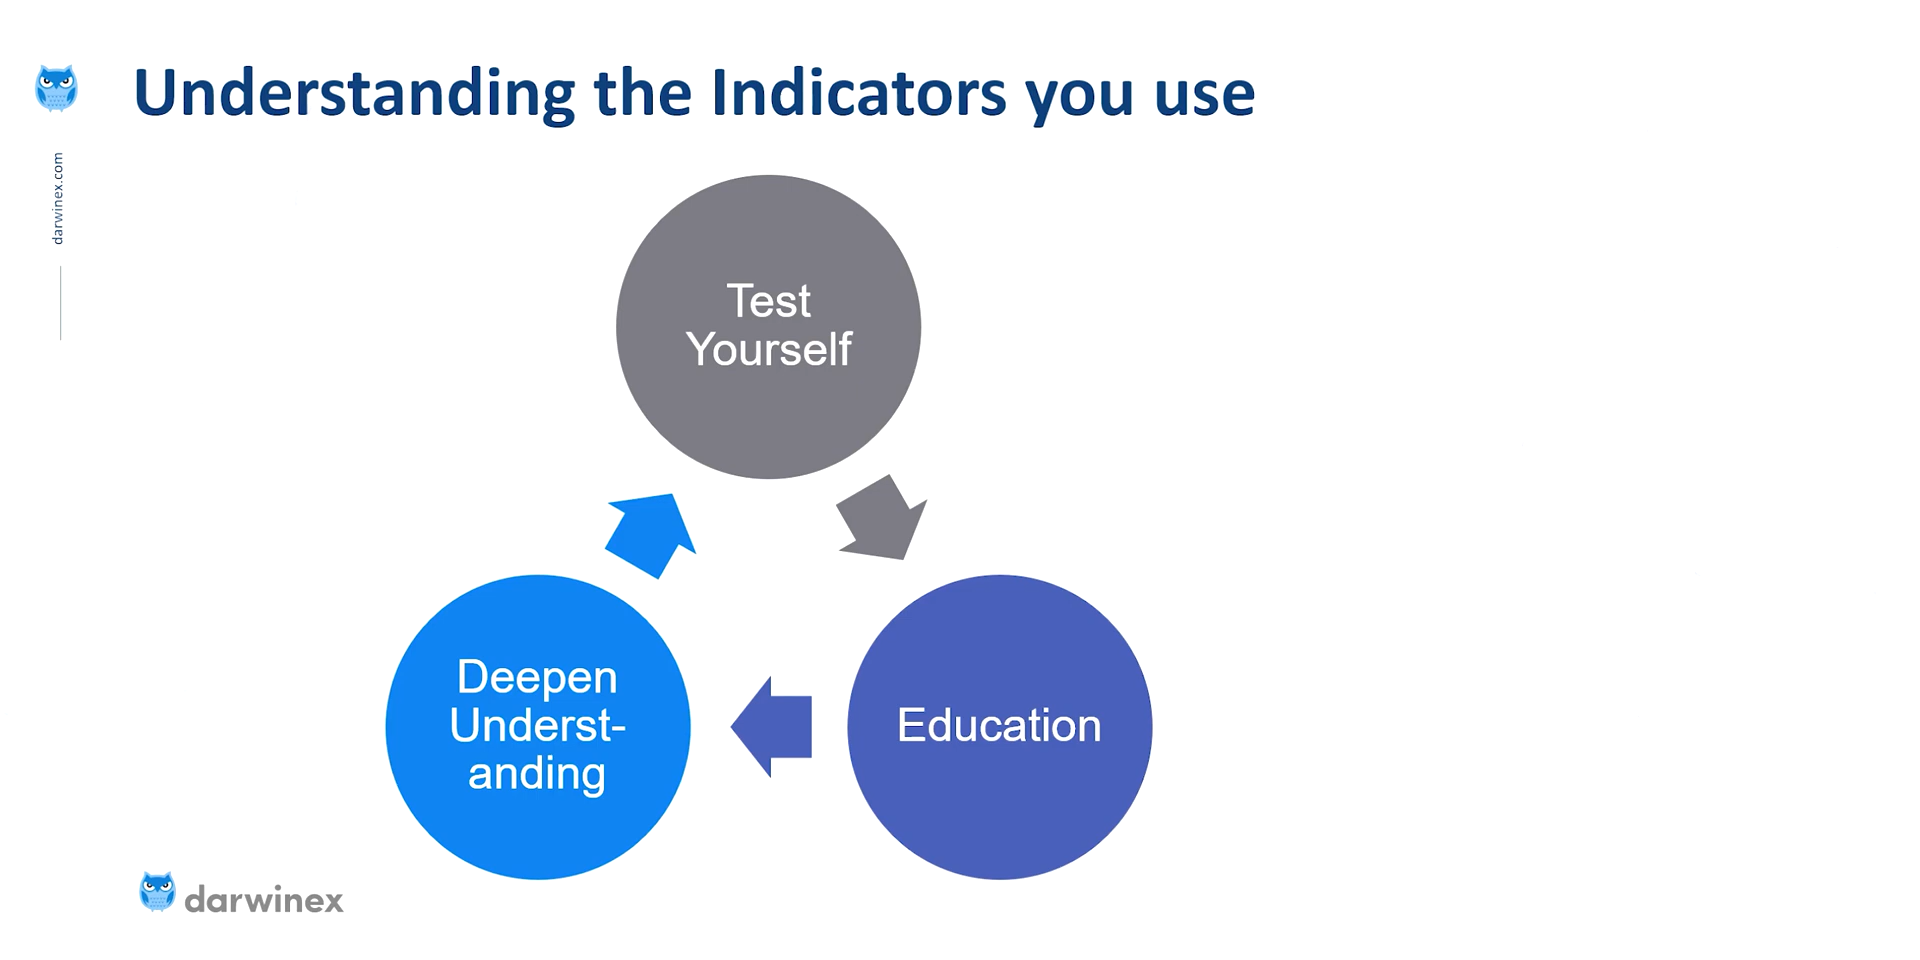 Understanding the Indicators you use
darwinex.com
Test
Yourself
Deepen
Underst-
anding
Education
darwinex